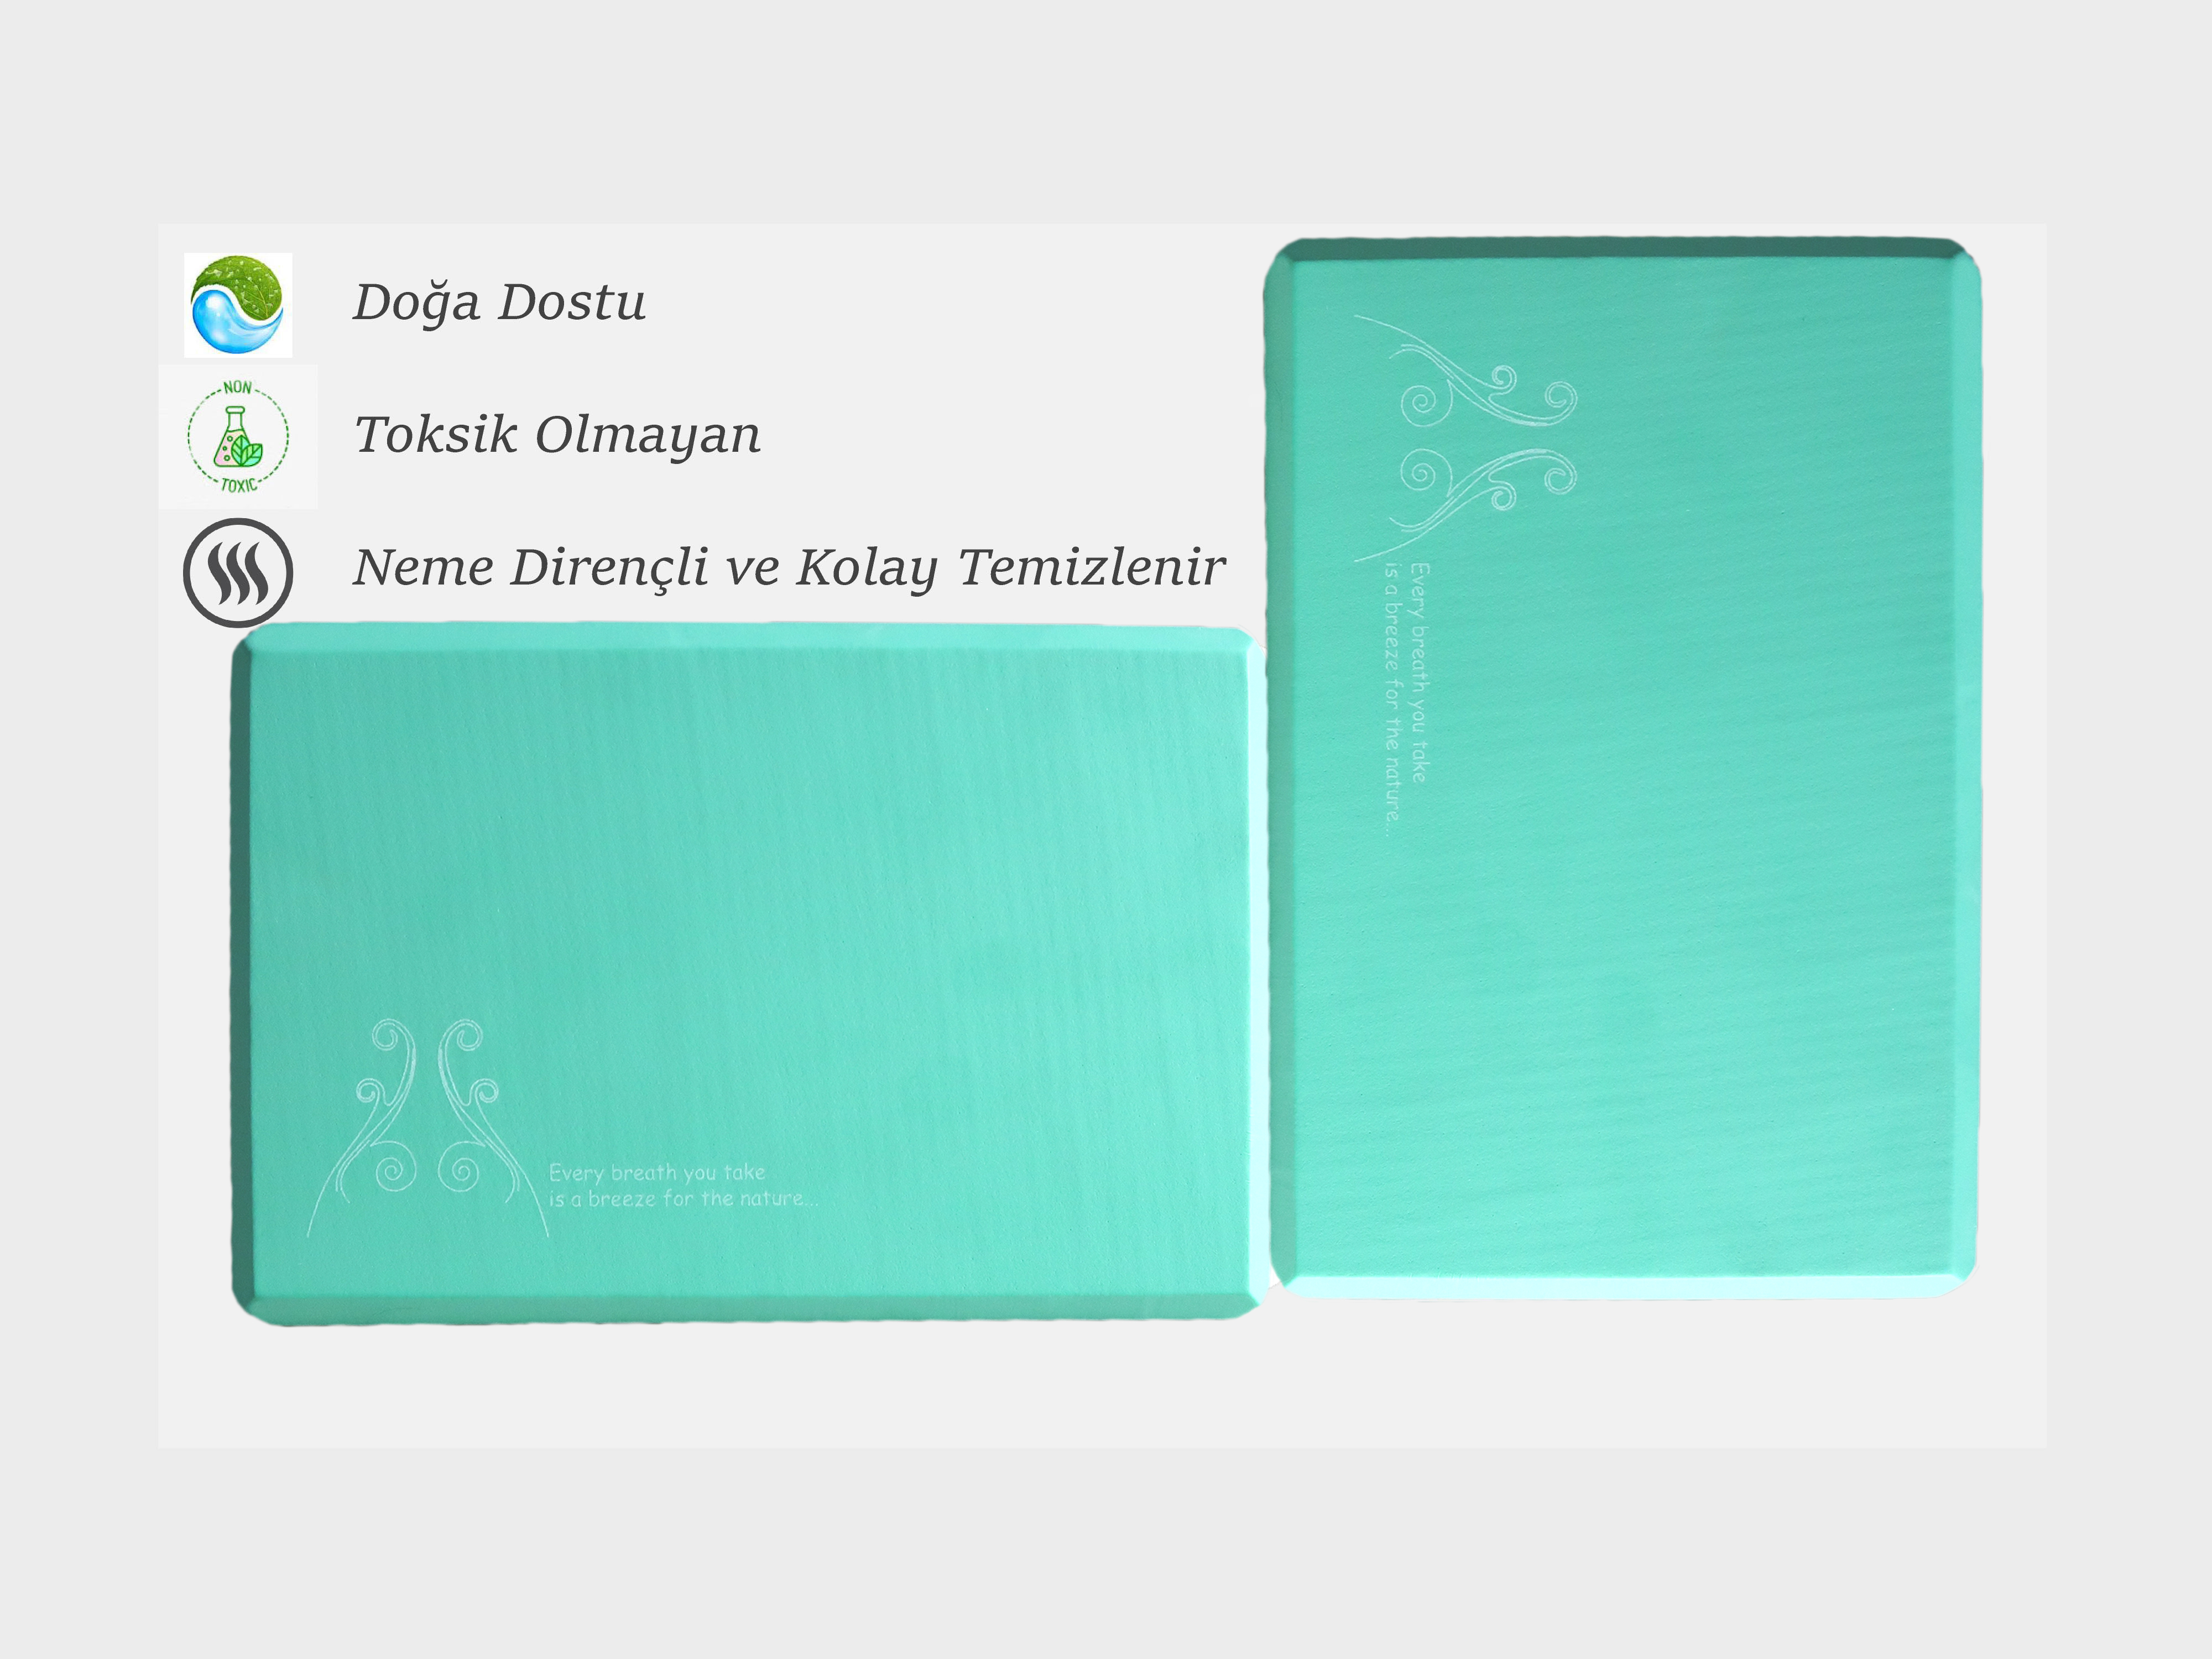 Doğa Dostu
NON
TOXIC
Toksik Olmayan
Neme Dirençli ve Kolay Temizlenir
Every breath you take
is a breeze for the nature...
Every breath you take
is a breeze for the nature...